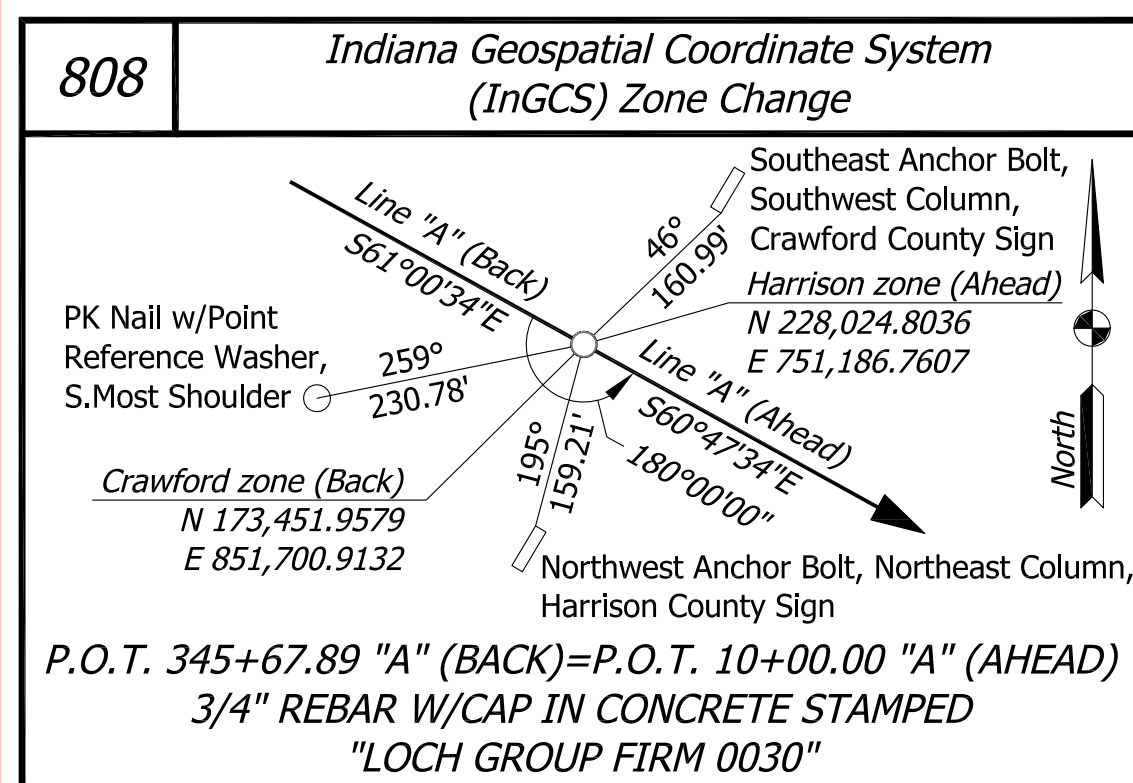 808
Indiana Geospatial Coordinate System
(InGCS) Zone Change
Southeast Anchor Bolt,
Southwest Column,
Crawford County Sign
Line "A" (Back)
S61°00'34"E
46°
160.99'
Harrison zone (Ahead)
N 228,024.8036
E 751,186.7607
PK Nail w/Point
Reference Washer,
S.Most Shoulder
259°
230.78'
Line "A" (Ahead)
S60°47'34"E
180°00'00"
195°
159.21'
North
Crawford zone (Back)
N 173,451.9579
E 851,700.9132
Northwest Anchor Bolt, Northeast Column,
Harrison County Sign
P.O.T. 345+67.89 "A" (BACK)=P.O.T. 10+00.00 "A" (AHEAD)
3/4" REBAR W/CAP IN CONCRETE STAMPED
"LOCH GROUP FIRM 0030"